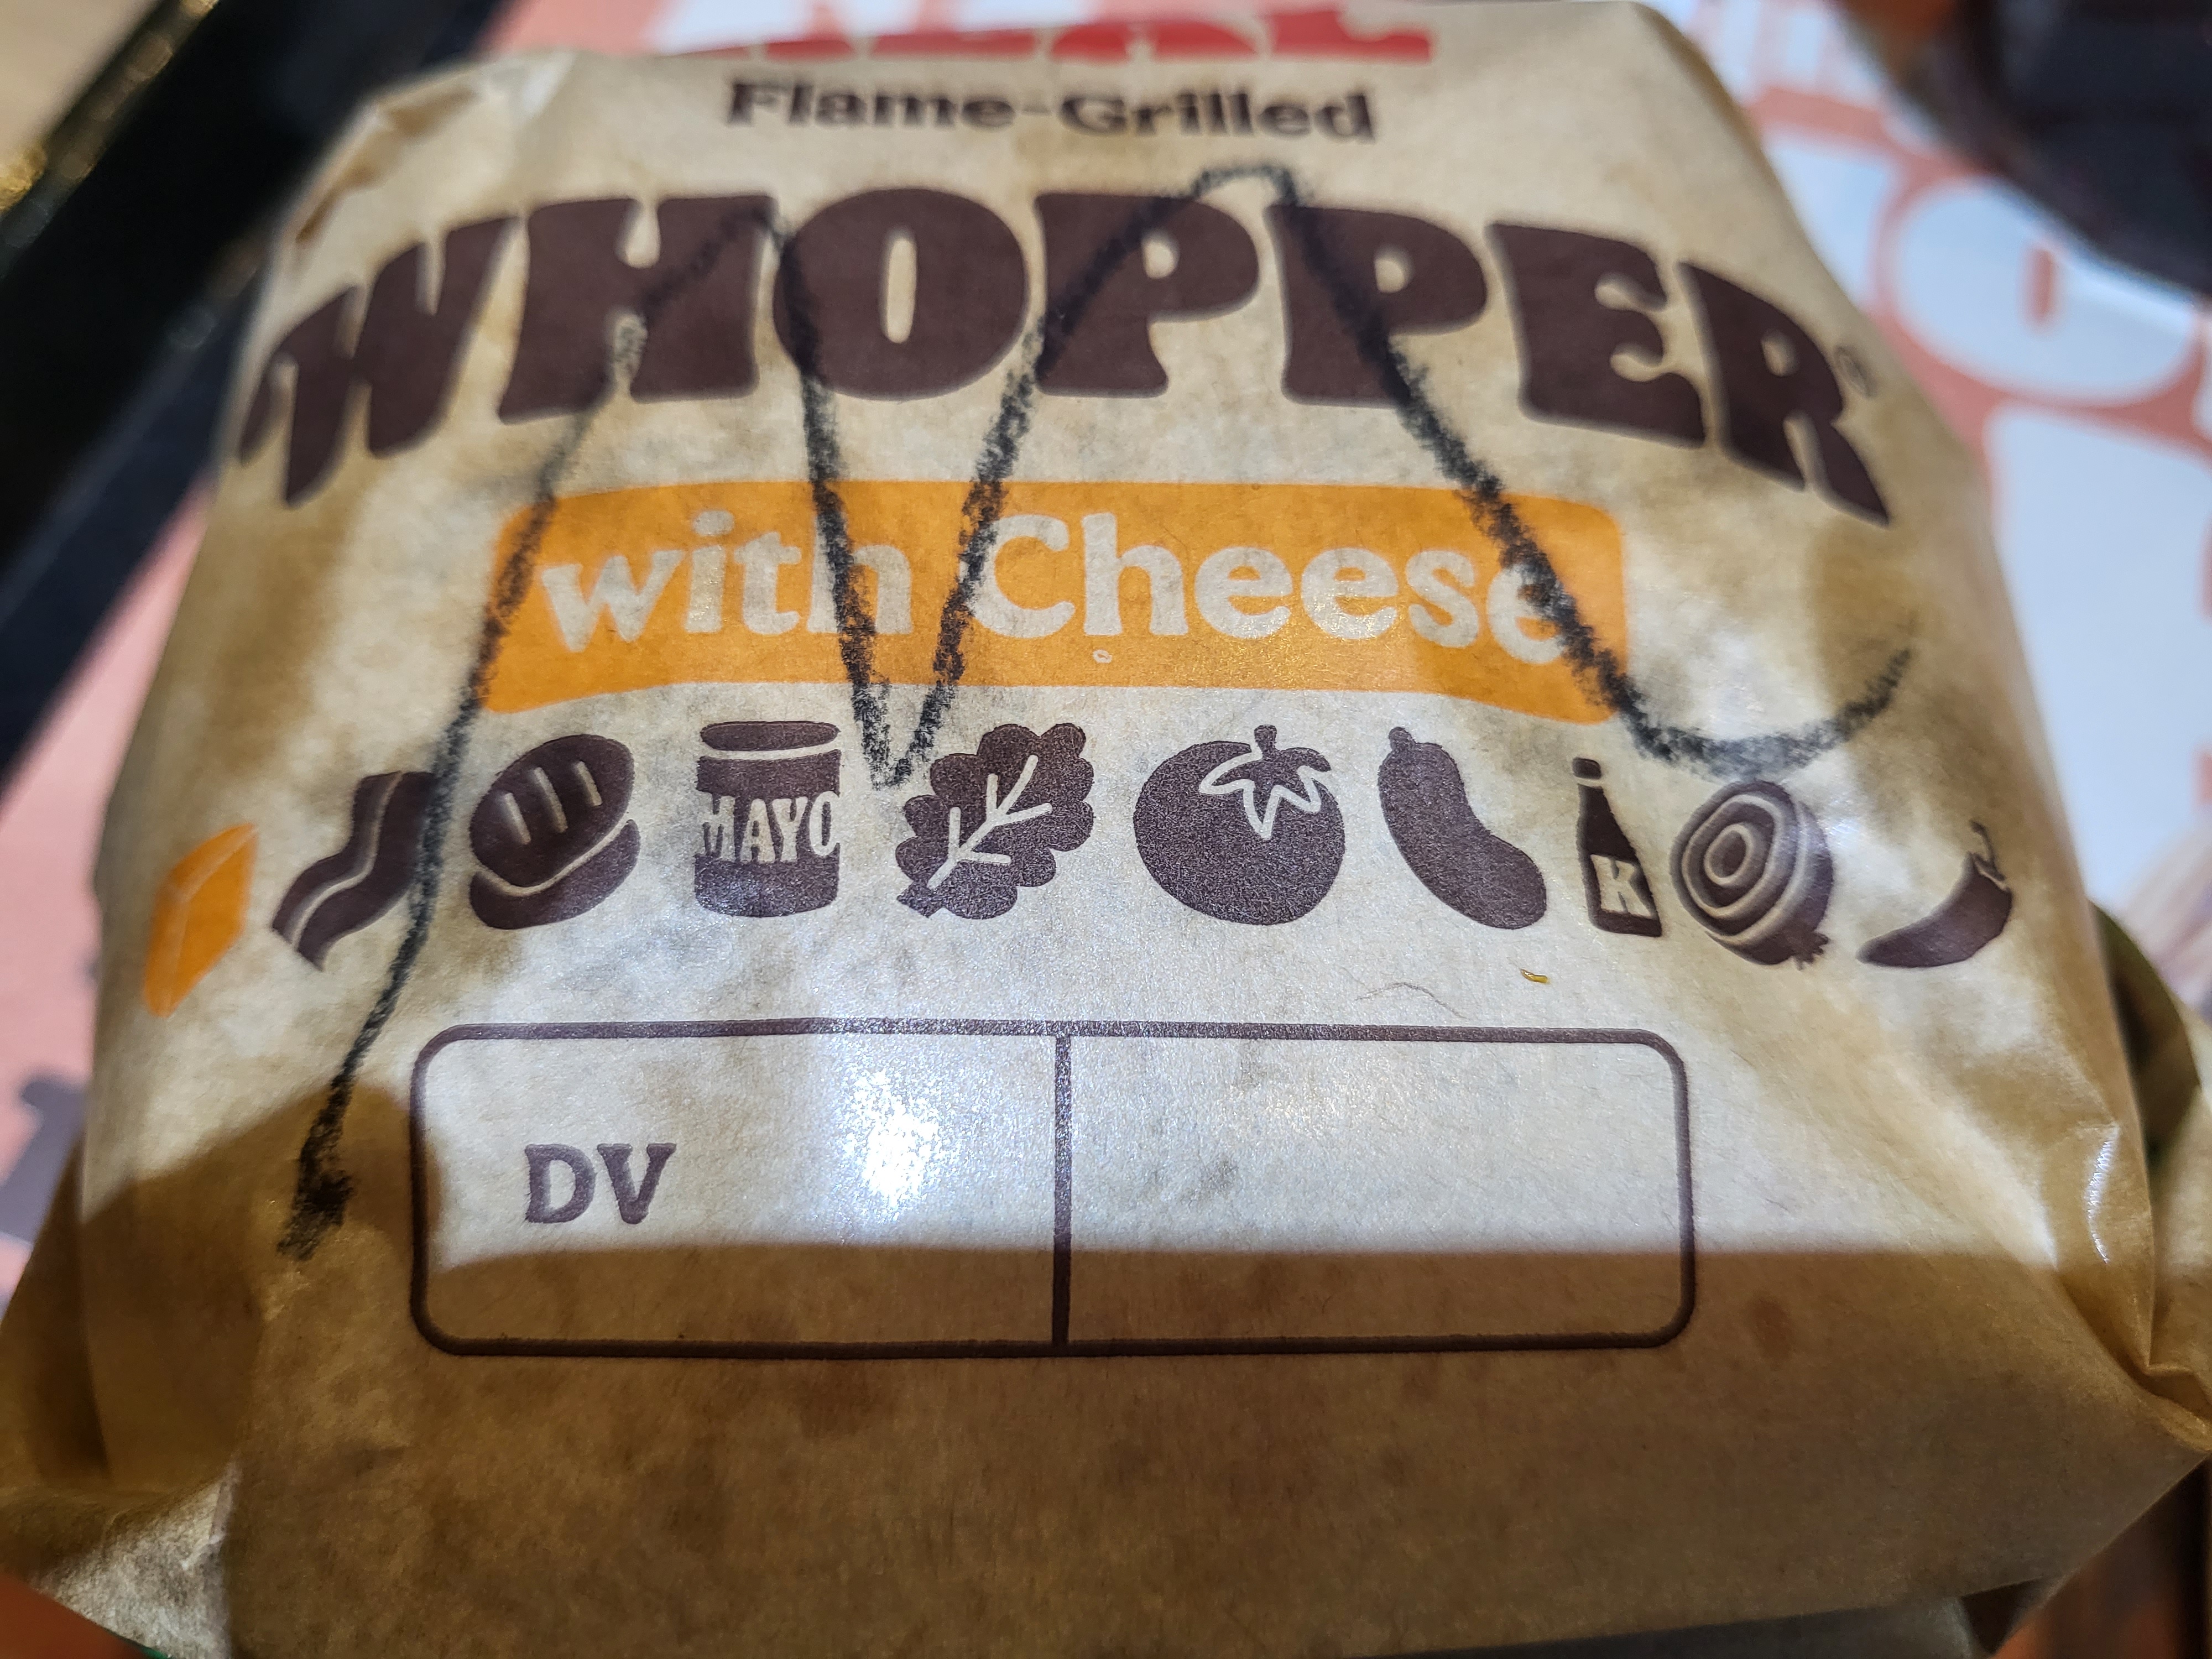 Flame-Grilled
WHOPPER®
with Cheese
MAYO
K
DV